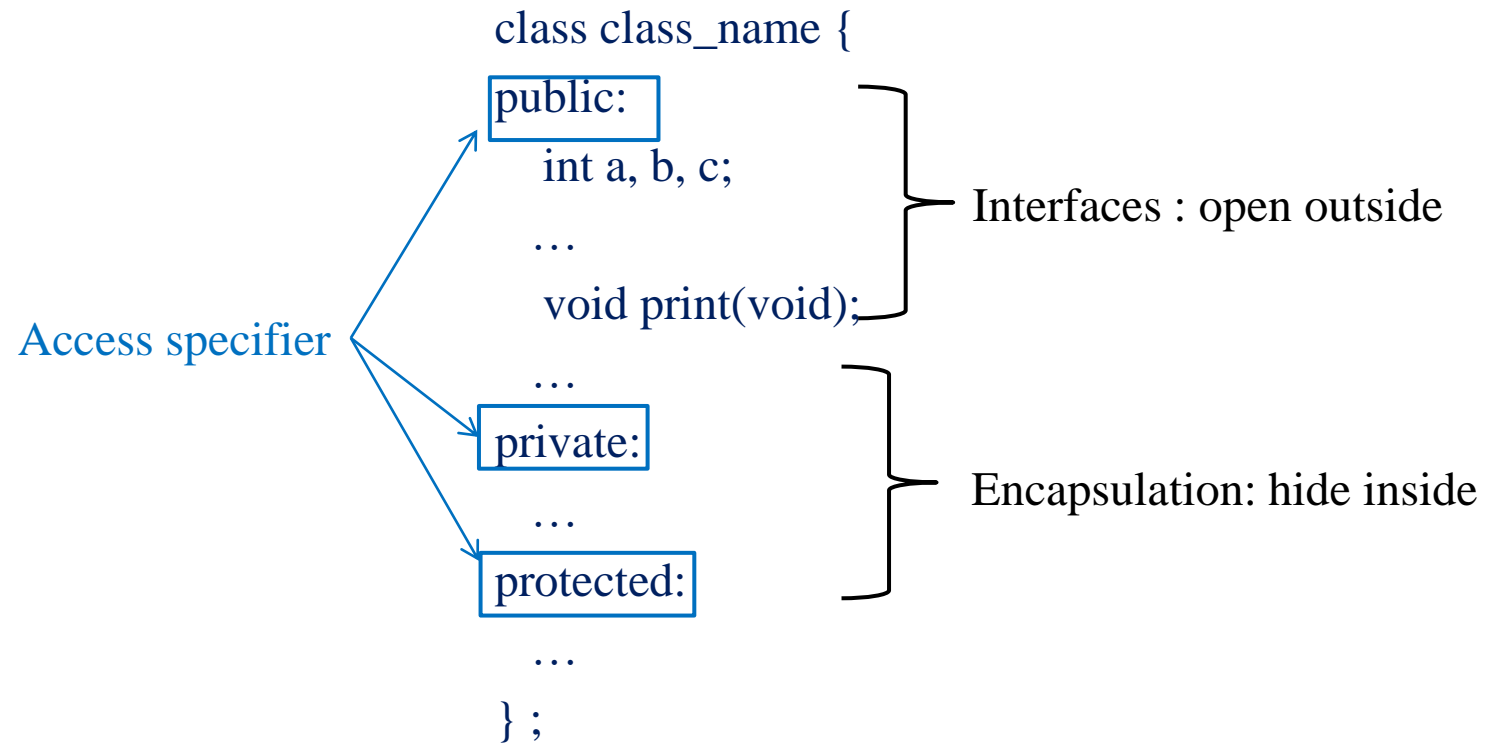 class class_name {
public:
int a, b, c;
Interfaces : open outside
…
void print(void);
Access specifier
…
private:
Encapsulation: hide inside
…
protected:
…
} ;